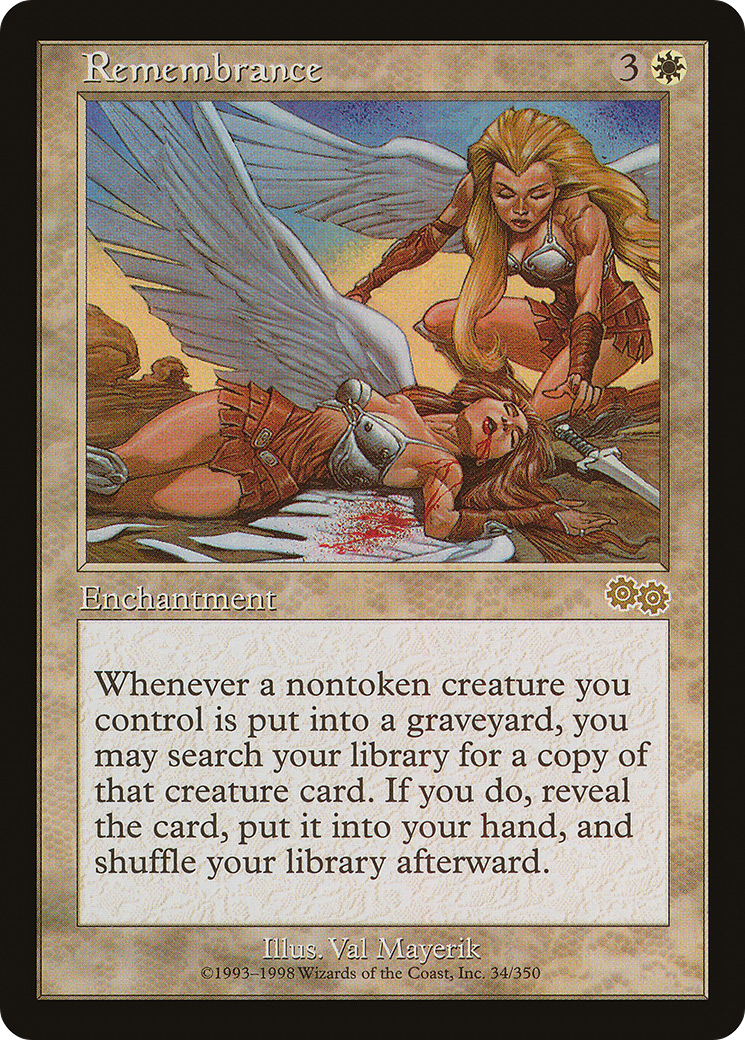 Remembrance 3
Enchantment
Whenever a nontoken creature you
control is put into a graveyard, you
may search your library for a copy of
that creature card. If you do, reveal
the card, put it into your hand, and
shuffle your library afterward.
Illus. Val Mayerik
©1993–1998 Wizards of the Coast, Inc. 34/350